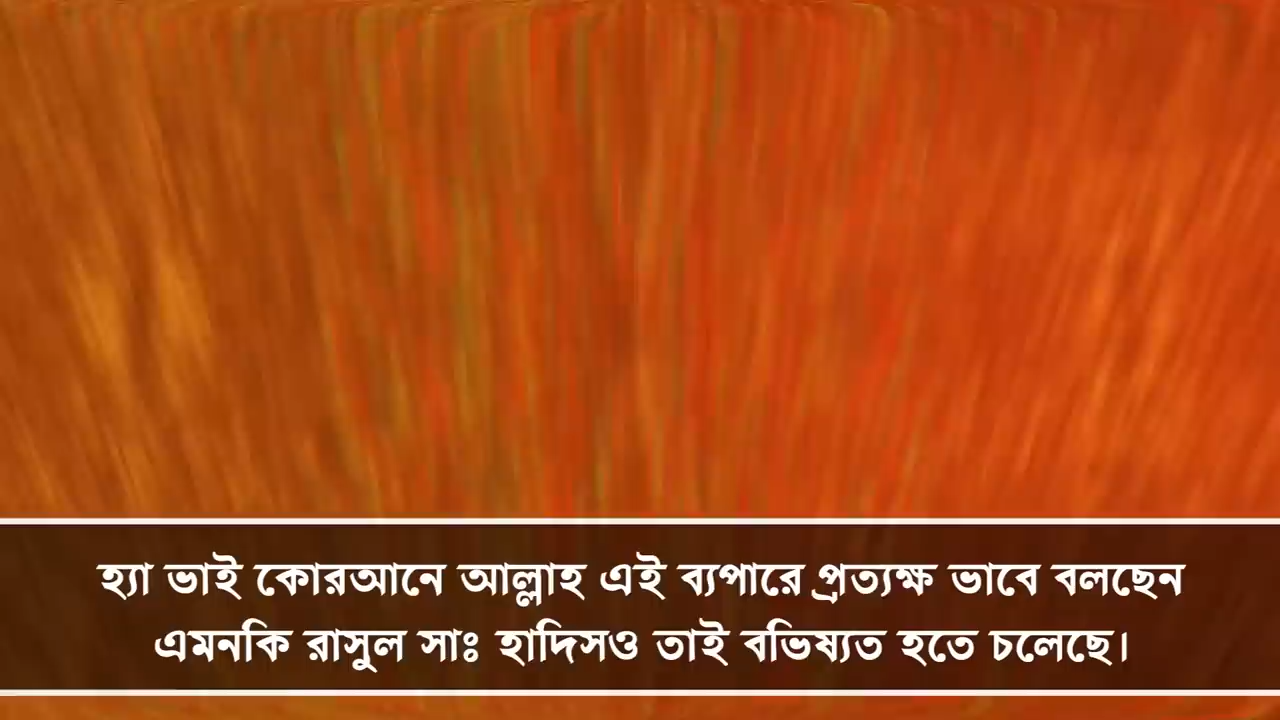 হ্যা ভাই কোরআনে আল্লাহ এই ব্যপারে প্রত্যক্ষ ভাবে বলছেন
এমনকি রাসুল সাঃ হাদিসও তাই বভিষ্যত হতে চলেছে।